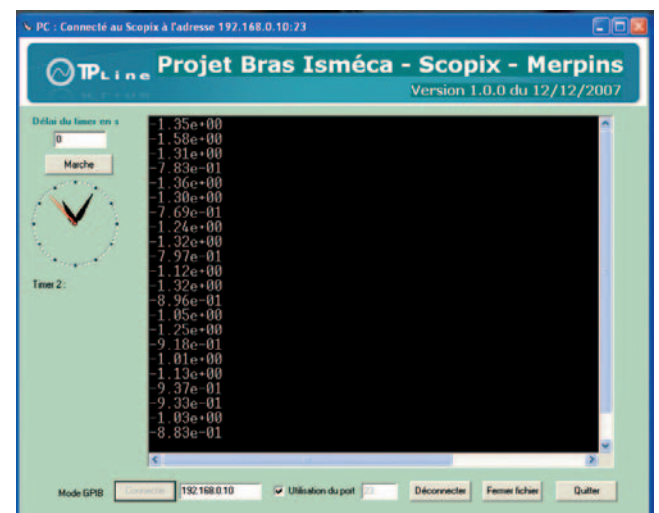 PC : Connecté au Scopix à l'adresse 192.168.0.10:23
TPLine
Projet Bras Isméca - Scopix - Merpins
Version 1.0.0 du 12/12/2007
Délai du timer en s
0
Marche
Timer 2 :
-1.35e+00
-1.58e+00
-1.31e+00
-7.83e-01
-1.36e+00
-1.30e+00
-7.69e-01
-1.24e+00
-1.32e+00
-7.97e-01
-1.12e+00
-1.32e+00
-8.96e-01
-1.05e+00
-1.25e+00
-9.18e-01
-1.01e+00
-1.13e+00
-9.37e-01
-9.33e-01
-1.03e+00
-8.83e-01
Mode GPIB
Connecter
192.168.0.10
Utilisation du port
23
Déconnecter
Fermer fichier
Quitter